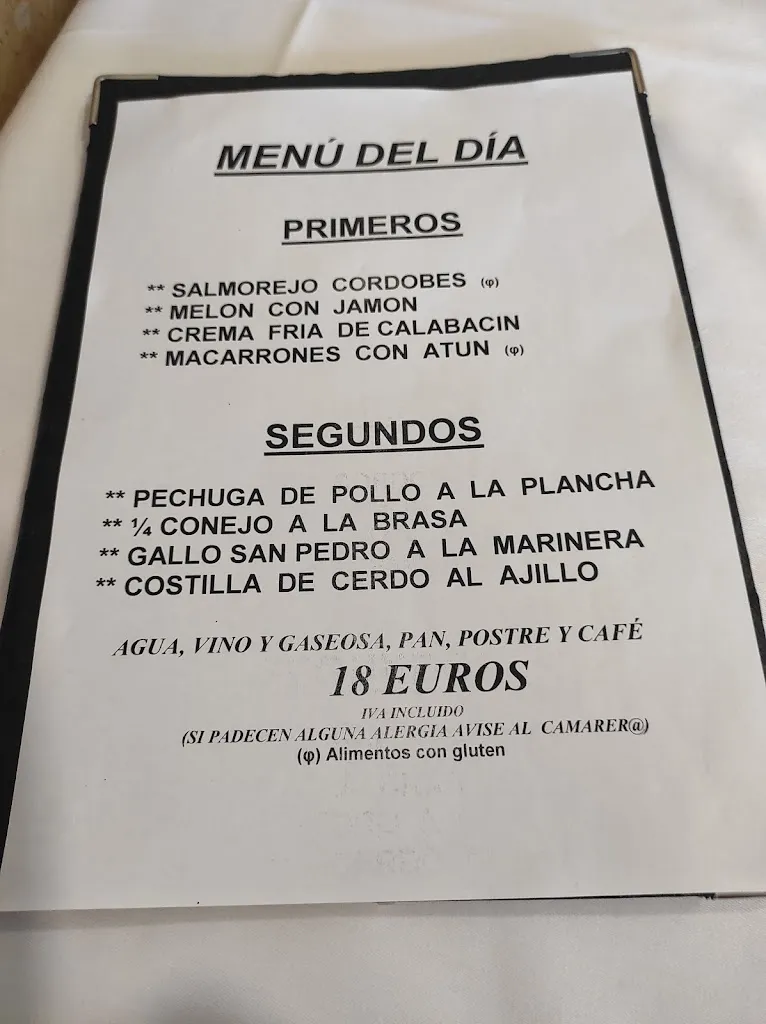 MENÚ DEL DÍA
PRIMEROS
** SALMOREJO CORDOBES (φ)
** MELON CON JAMON
** CREMA FRIA DE CALABACIN
** MACARRONES CON ATUN (φ)
SEGUNDOS
** PECHUGA DE POLLO A LA PLANCHA
** ¼ CONEJO A LA BRASA
** GALLO SAN PEDRO A LA MARINERA
** COSTILLA DE CERDO AL AJILLO
AGUA, VINO Y GASEOSA, PAN, POSTRE Y CAFÉ
18 EUROS
IVA INCLUIDO
(SI PADECEN ALGUNA ALERGIA AVISE AL CAMARER@)
(φ) Alimentos con gluten